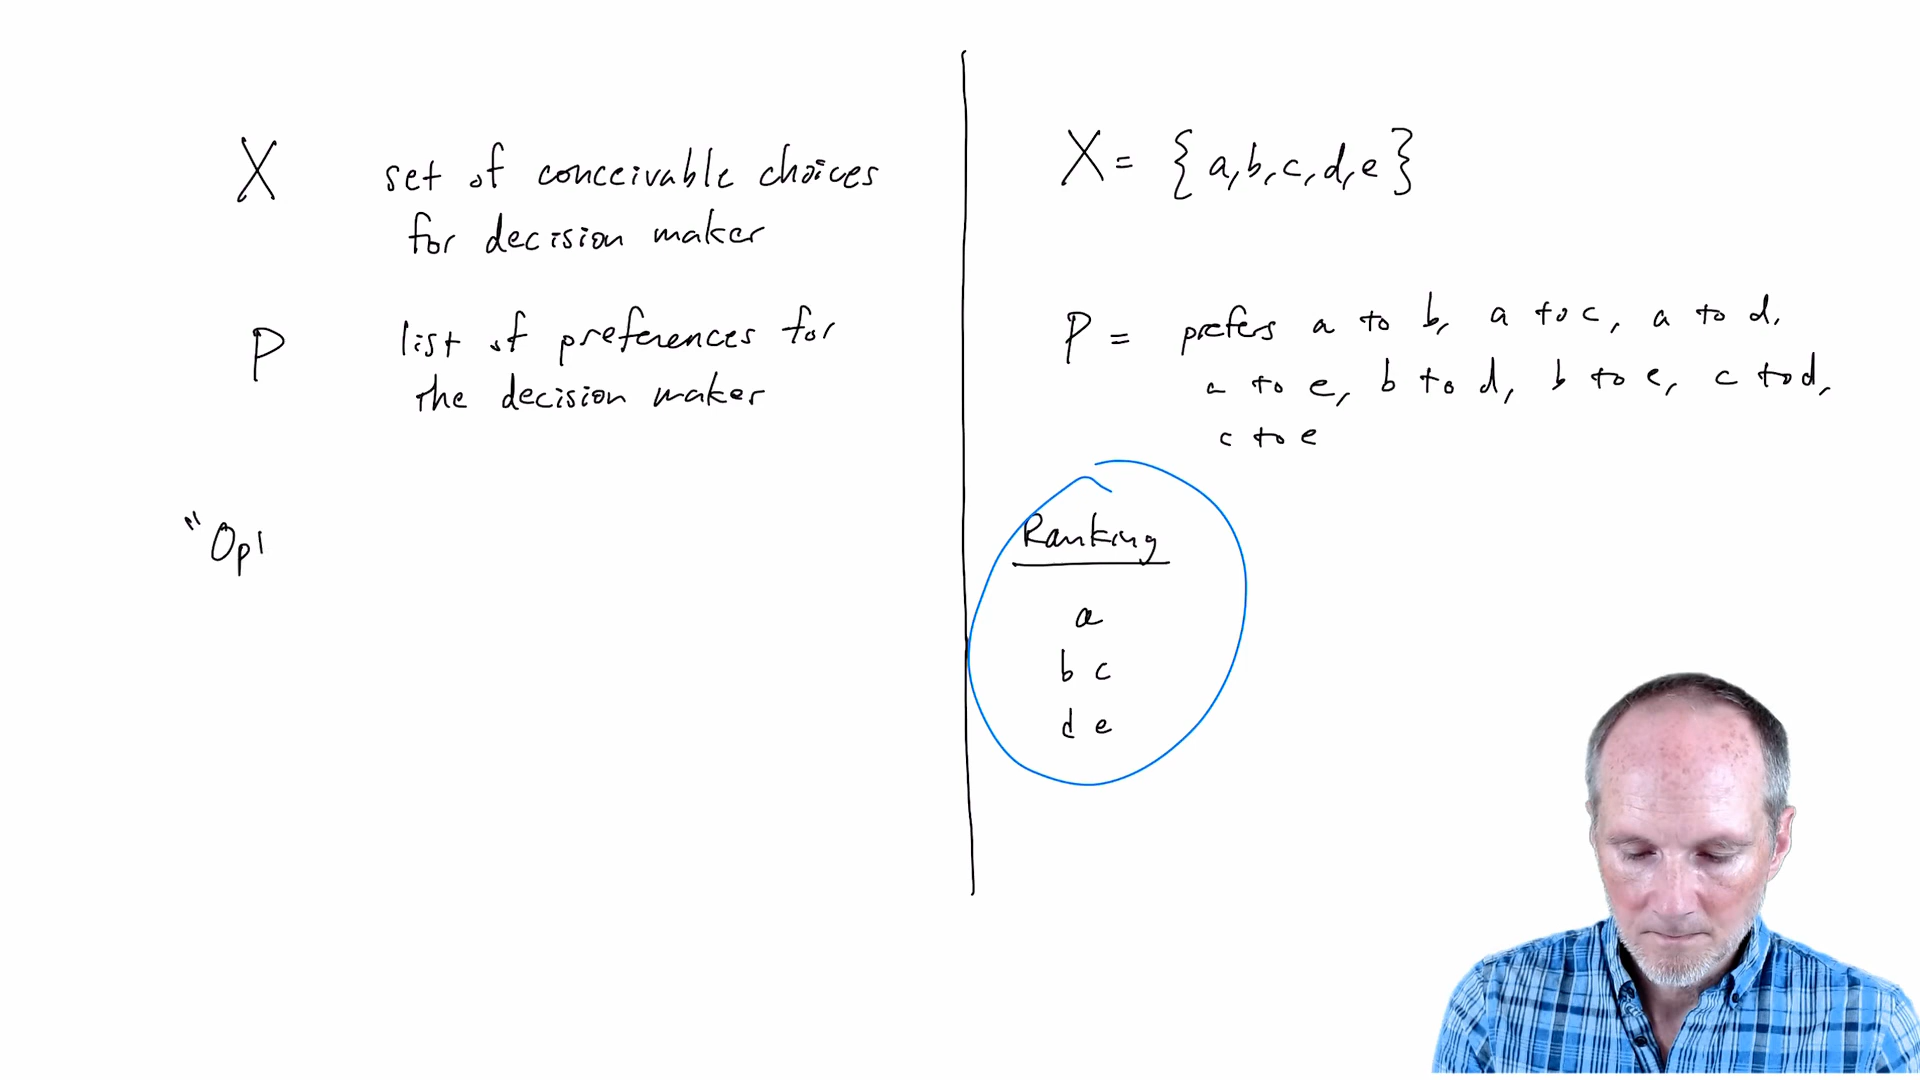 X set of conceivable choices
for decision maker
P list of preferences for
the decision maker
"Opt
X = {a,b,c,d,e}
P = prefers a to b, a to c, a to d,
a to e, b to d, b to e, c to d,
c to e
Ranking
a
b c
d e